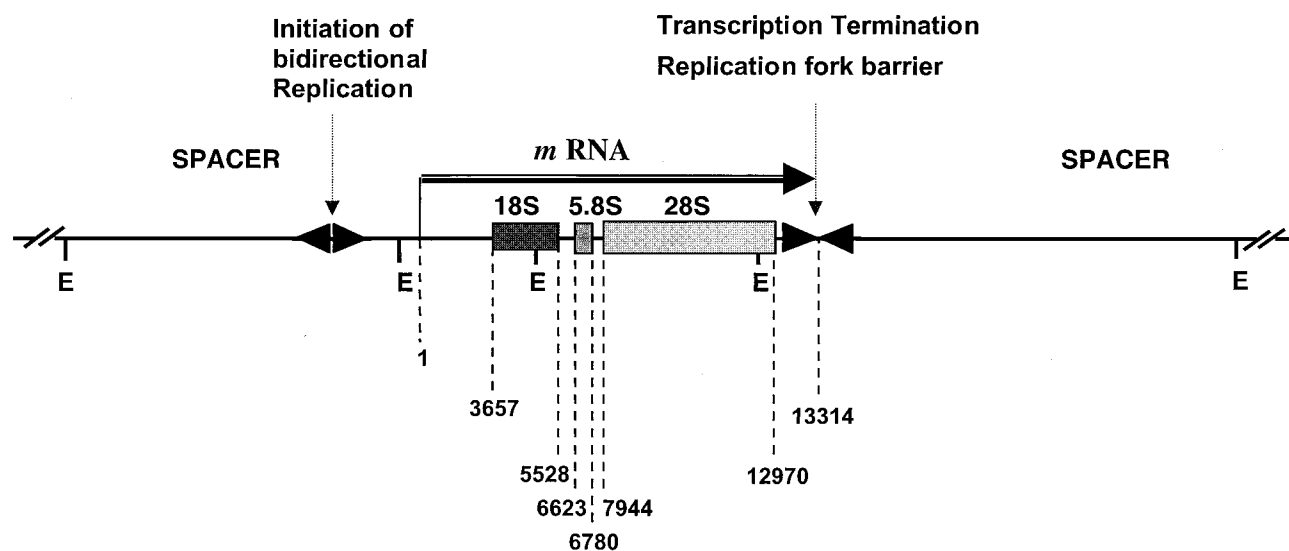 Initiation of
bidirectional
Replication
Transcription Termination
Replication fork barrier
SPACER
m RNA
SPACER
18S
5.8S
28S
E
E
E
E
E
1
3657
13314
5528
12970
6623
7944
6780